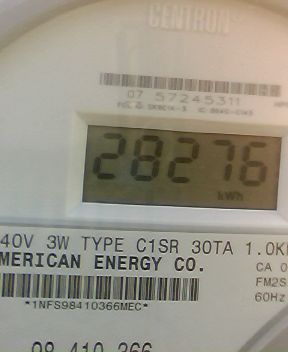 CENTRON®
07 57245311
28276
kWh
40V 3W TYPE C1SR 30TA 1.0K
MERICAN ENERGY CO.
CA 0
FM2S
60Hz
*1NFS98410366MEC*
98 410 366